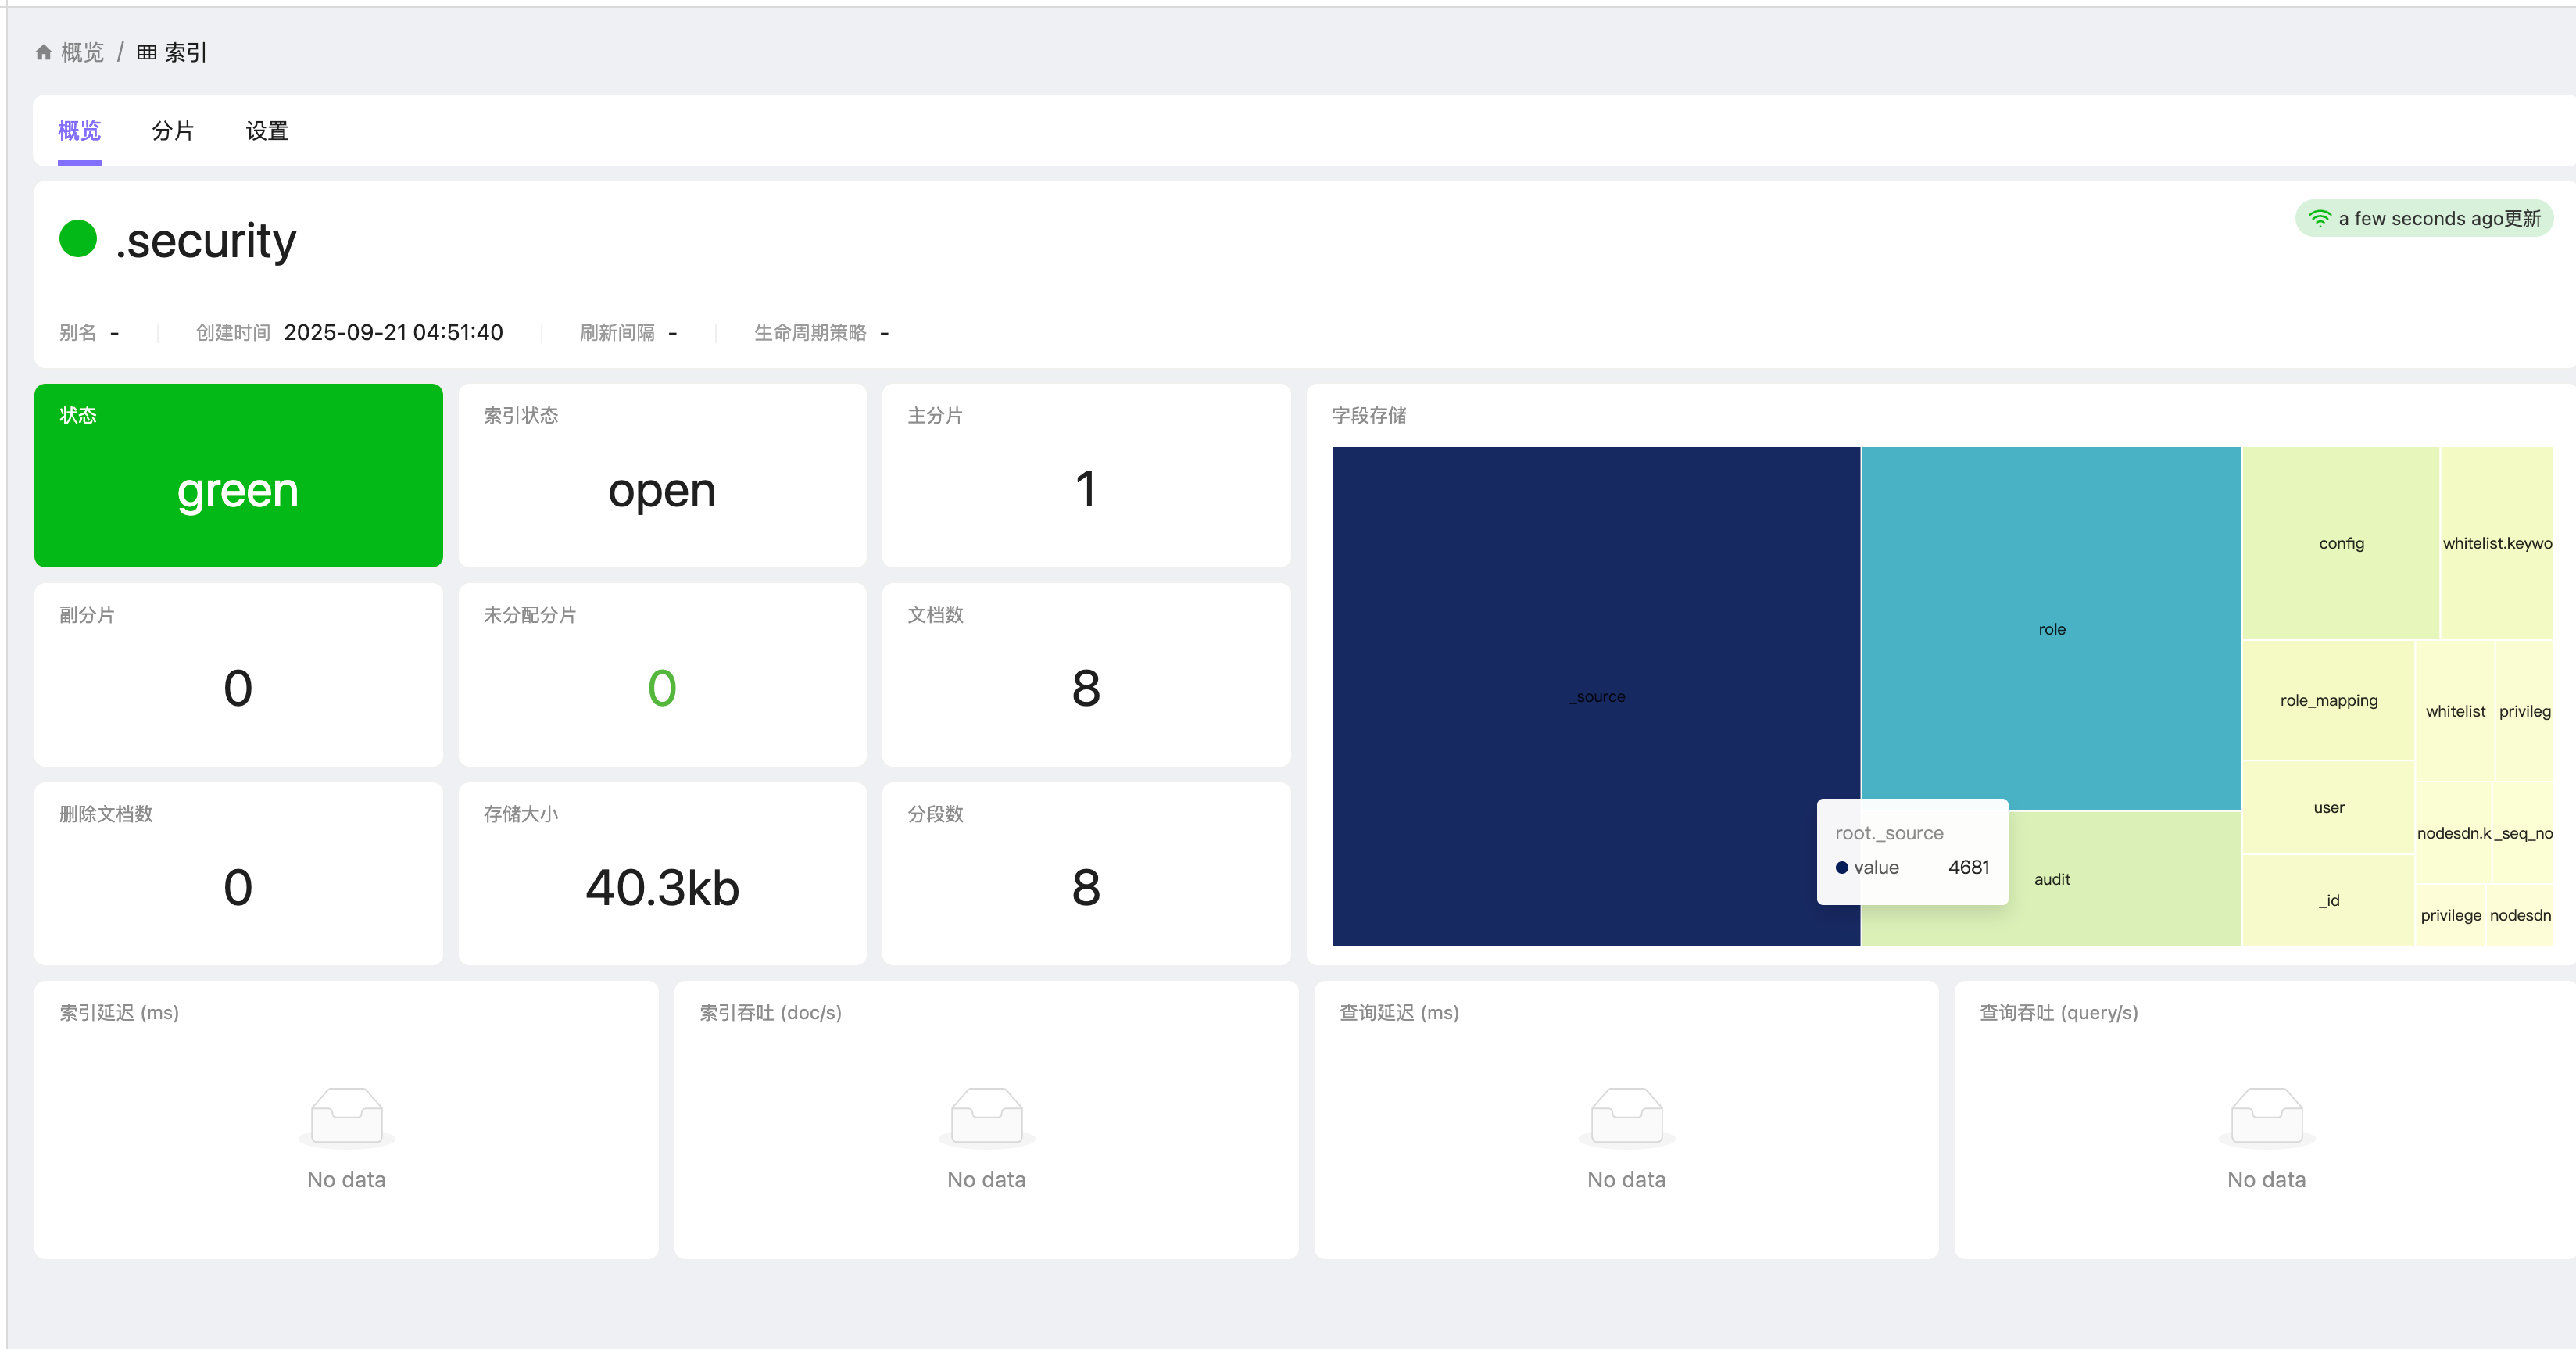 概览 / 索引
概览 分片 设置
.security
a few seconds ago更新
别名 - 创建时间 2025-09-21 04:51:40 刷新间隔 - 生命周期策略 -
状态
green
索引状态
open
主分片
1
副分片
0
未分配分片
0
文档数
8
删除文档数
0
存储大小
40.3kb
分段数
8
字段存储
_source
role
audit
config
whitelist.keywo
role_mapping
user
_id
whitelist
privileg
nodesdn.k
_seq_no
privilege
nodesdn
root._source
value 4681
索引延迟 (ms)
No data
索引吞吐 (doc/s)
No data
查询延迟 (ms)
No data
查询吞吐 (query/s)
No data